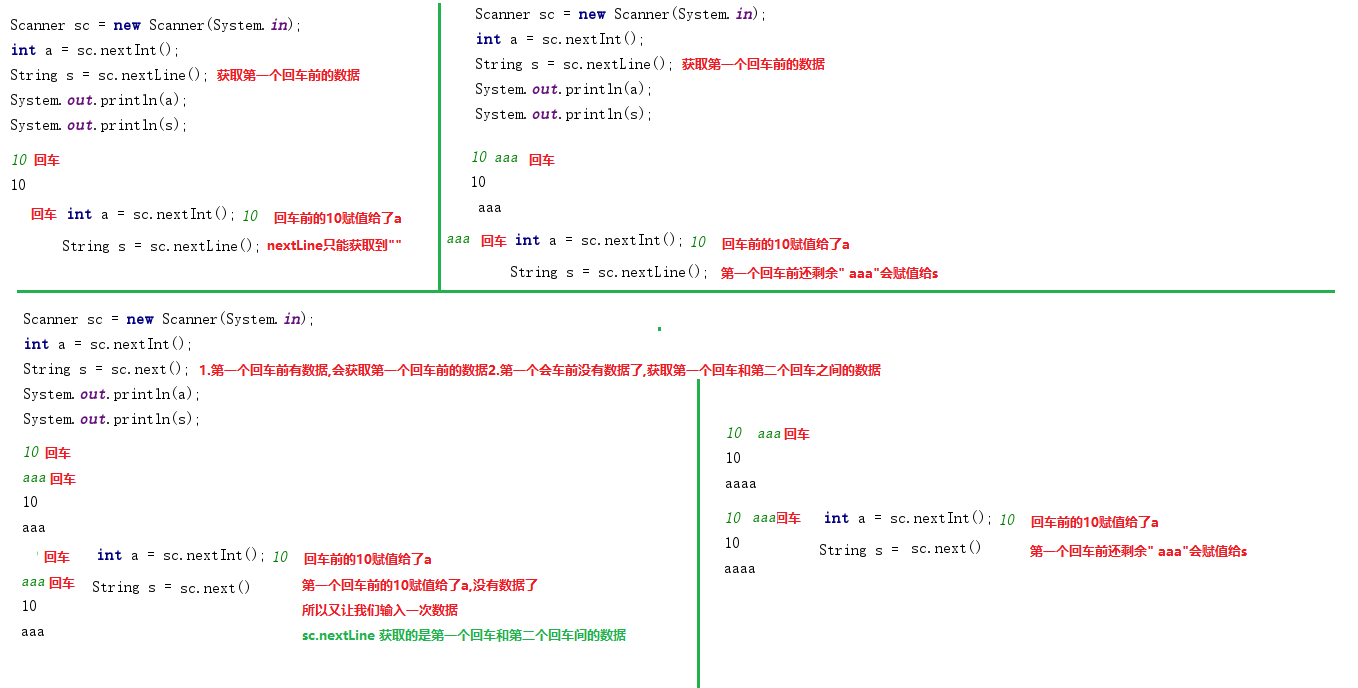 Scanner sc = new Scanner(System.in);
int a = sc.nextInt();
String s = sc.nextLine(); 获取第一个回车前的数据
System.out.println(a);
System.out.println(s);
10 回车
10
回车 int a = sc.nextInt(); 10 回车前的10赋值给了a
String s = sc.nextLine(); nextLine只能获取到""
Scanner sc = new Scanner(System.in);
int a = sc.nextInt();
String s = sc.nextLine(); 获取第一个回车前的数据
System.out.println(a);
System.out.println(s);
10 aaa 回车
10
aaa
aaa 回车 int a = sc.nextInt(); 10 回车前的10赋值给了a
String s = sc.nextLine(); 第一个回车前还剩余" aaa"会赋值给s
Scanner sc = new Scanner(System.in);
int a = sc.nextInt();
String s = sc.next(); 1.第一个回车前有数据,会获取第一个回车前的数据2.第一个会车前没有数据了,获取第一个回车和第二个回车之间的数据
System.out.println(a);
System.out.println(s);
10 回车
aaa 回车
10
aaa
回车 int a = sc.nextInt(); 10 回车前的10赋值给了a
aaa 回车 String s = sc.next() 第一个回车前的10赋值给了a,没有数据了
10 所以又让我们输入一次数据
aaa sc.nextLine 获取的是第一个回车和第二个回车间的数据
10 aaa 回车
10
aaaa
10 aaa回车 int a = sc.nextInt(); 10 回车前的10赋值给了a
10 String s = sc.next() 第一个回车前还剩余" aaa"会赋值给s
aaaa